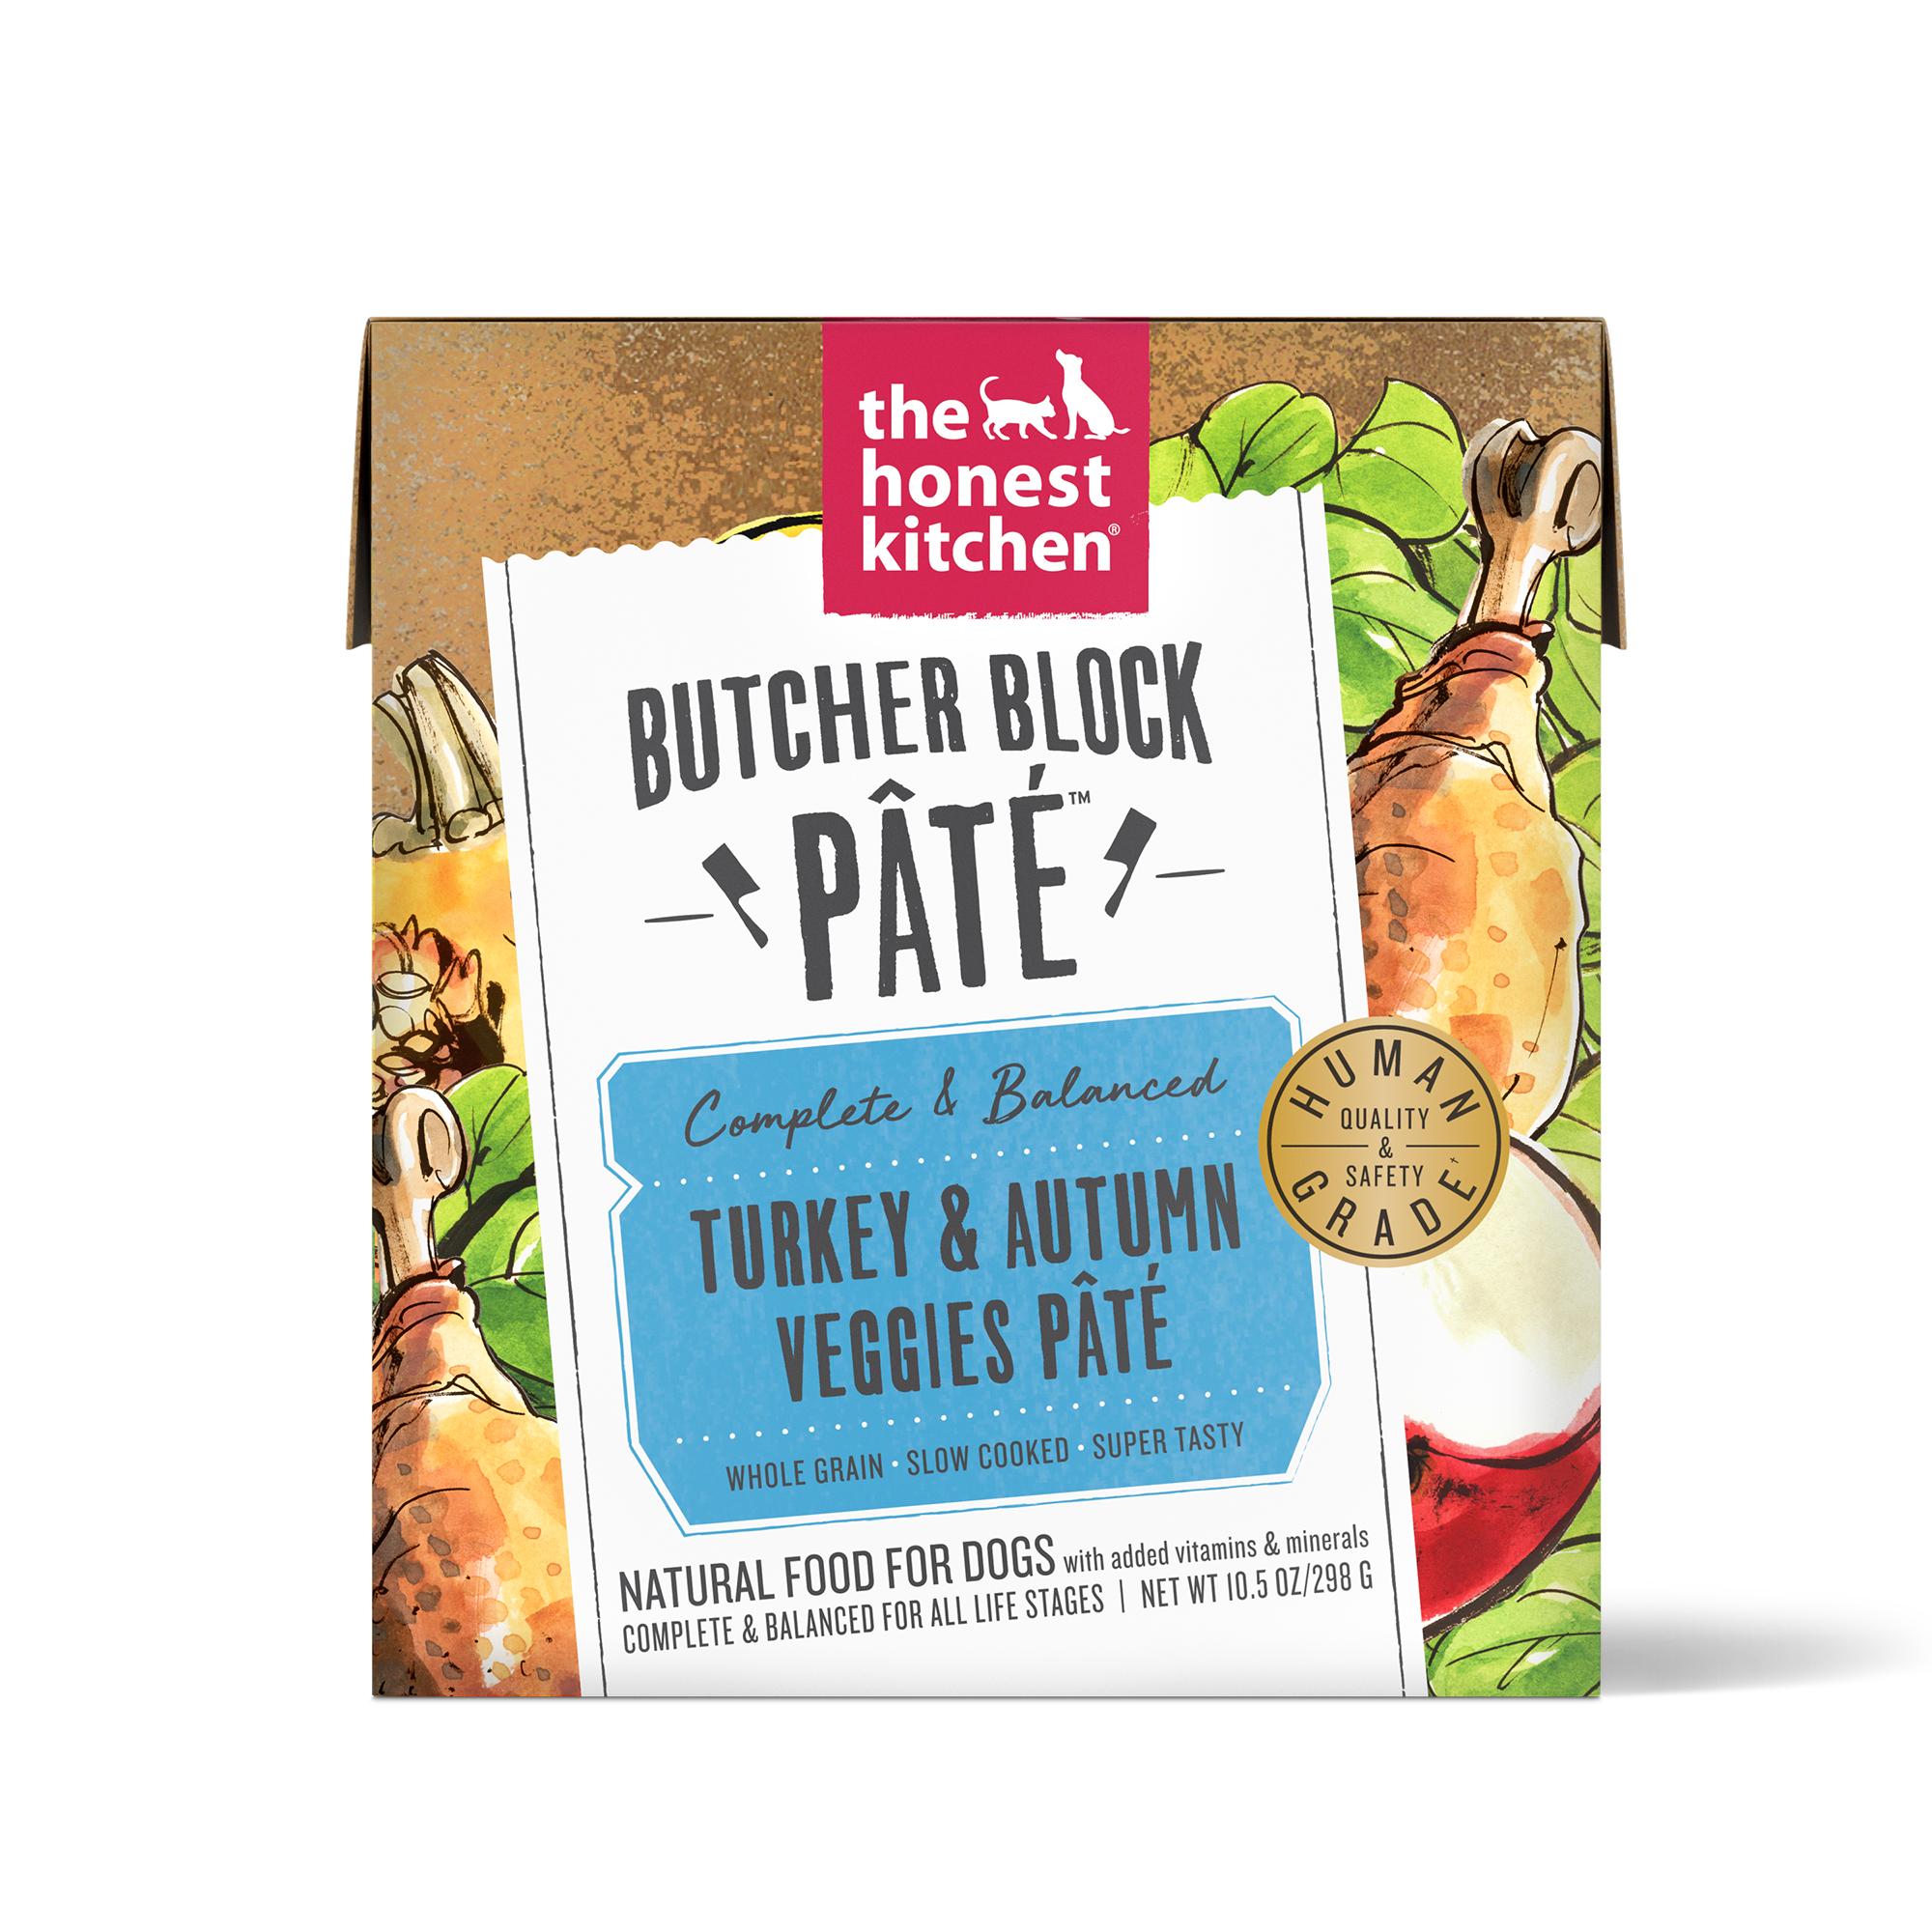 the
honest
kitchen®
BUTCHER BLOCK
PÂTÉ™
Complete & Balanced
TURKEY & AUTUMN
VEGGIES PÂTÉ
WHOLE GRAIN • SLOW COOKED • SUPER TASTY
HUMAN
QUALITY
&
SAFETY
GRADE+
NATURAL FOOD FOR DOGS with added vitamins & minerals
COMPLETE & BALANCED FOR ALL LIFE STAGES | NET WT 10.5 OZ/298 G